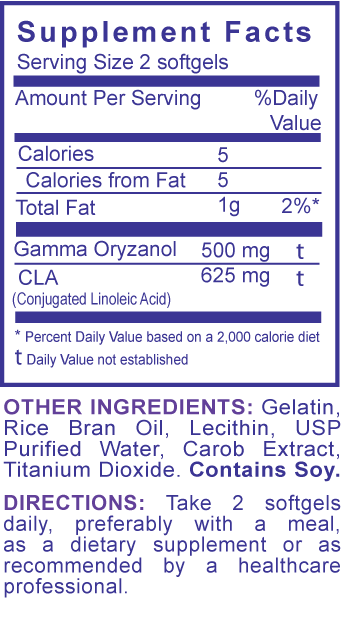 Supplement Facts
Serving Size 2 softgels
Amount Per Serving %Daily
Value
Calories 5
Calories from Fat 5
Total Fat 1g 2%*
Gamma Oryzanol 500 mg t
CLA 625 mg t
(Conjugated Linoleic Acid)
* Percent Daily Value based on a 2,000 calorie diet
t Daily Value not established
OTHER INGREDIENTS: Gelatin,
Rice Bran Oil, Lecithin, USP
Purified Water, Carob Extract,
Titanium Dioxide. Contains Soy.
DIRECTIONS: Take 2 softgels
daily, preferably with a meal,
as a dietary supplement or as
recommended by a healthcare
professional.